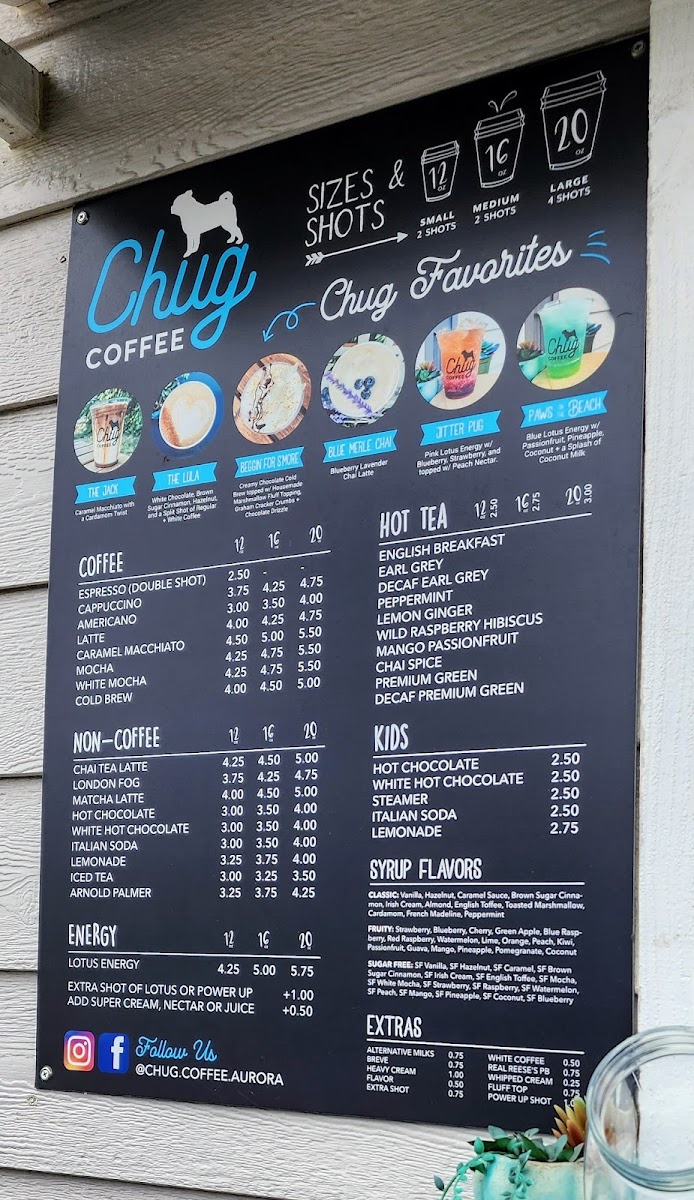 Chug
COFFEE
SIZES &
SHOTS
12
OZ
SMALL
2 SHOTS
16
OZ
MEDIUM
2 SHOTS
20
OZ
LARGE
4 SHOTS
Chug Favorites
Chug
COFFEE
THE JACK
Caramel Macchiato with
a Cardamom Twist
THE LULA
White Chocolate, Brown
Sugar Cinnamon, Hazelnut,
and a Split Shot of Regular
+ White Coffee
BEGGIN FOR S'MORE
Creamy Chocolate Cold
Brew topped w/ Housemade
Marshmallow Fluff Topping,
Graham Cracker Crumbs +
Chocolate Drizzle
BLUE MERLE CHAI
Blueberry Lavender
Chai Latte
Chug
COFFEE
JITTER PUG
Pink Lotus Energy w/
Blueberry, Strawberry, and
topped w/ Peach Nectar.
Chug
COFFEE
PAWS IN THE BEACH
Blue Lotus Energy w/
Passionfruit, Pineapple,
Coconut + a Splash of
Coconut Milk
COFFEE 12 16 20
ESPRESSO (DOUBLE SHOT) 2.50 - -
CAPPUCCINO 3.75 4.25 4.75
AMERICANO 3.00 3.50 4.00
LATTE 4.00 4.25 4.75
CARAMEL MACCHIATO 4.50 5.00 5.50
MOCHA 4.25 4.75 5.50
WHITE MOCHA 4.25 4.75 5.50
COLD BREW 4.00 4.50 5.00
NON-COFFEE 12 16 20
CHAI TEA LATTE 4.25 4.50 5.00
LONDON FOG 3.75 4.25 4.75
MATCHA LATTE 4.00 4.50 5.00
HOT CHOCOLATE 3.00 3.50 4.00
WHITE HOT CHOCOLATE 3.00 3.50 4.00
ITALIAN SODA 3.00 3.50 4.00
LEMONADE 3.25 3.75 4.00
ICED TEA 3.00 3.25 3.50
ARNOLD PALMER 3.25 3.75 4.25
ENERGY 12 16 20
LOTUS ENERGY 4.25 5.00 5.75
EXTRA SHOT OF LOTUS OR POWER UP +1.00
ADD SUPER CREAM, NECTAR OR JUICE +0.50
Follow Us
@CHUG.COFFEE.AURORA
HOT TEA 12 2.50 16 2.75 20 3.00
ENGLISH BREAKFAST
EARL GREY
DECAF EARL GREY
PEPPERMINT
LEMON GINGER
WILD RASPBERRY HIBISCUS
MANGO PASSIONFRUIT
CHAI SPICE
PREMIUM GREEN
DECAF PREMIUM GREEN
KIDS
HOT CHOCOLATE 2.50
WHITE HOT CHOCOLATE 2.50
STEAMER 2.50
ITALIAN SODA 2.50
LEMONADE 2.75
SYRUP FLAVORS
CLASSIC: Vanilla, Hazelnut, Caramel Sauce, Brown Sugar Cinna-
mon, Irish Cream, Almond, English Toffee, Toasted Marshmallow,
Cardamom, French Madeline, Peppermint
FRUITY: Strawberry, Blueberry, Cherry, Green Apple, Blue Rasp-
berry, Red Raspberry, Watermelon, Lime, Orange, Peach, Kiwi,
Passionfruit, Guava, Mango, Pineapple, Pomegranate, Coconut
SUGAR FREE: SF Vanilla, SF Hazelnut, SF Caramel, SF Brown
Sugar Cinnamon, SF Irish Cream, SF English Toffee, SF Mocha,
SF White Mocha, SF Strawberry, SF Raspberry, SF Watermelon,
SF Peach, SF Mango, SF Pineapple, SF Coconut, SF Blueberry
EXTRAS
ALTERNATIVE MILKS 0.75
BREVE 0.75
HEAVY CREAM 1.00
FLAVOR 0.50
EXTRA SHOT 0.75
WHITE COFFEE 0.50
REAL REESE'S PB 0.75
WHIPPED CREAM 0.25
FLUFF TOP 0.75
POWER UP SHOT